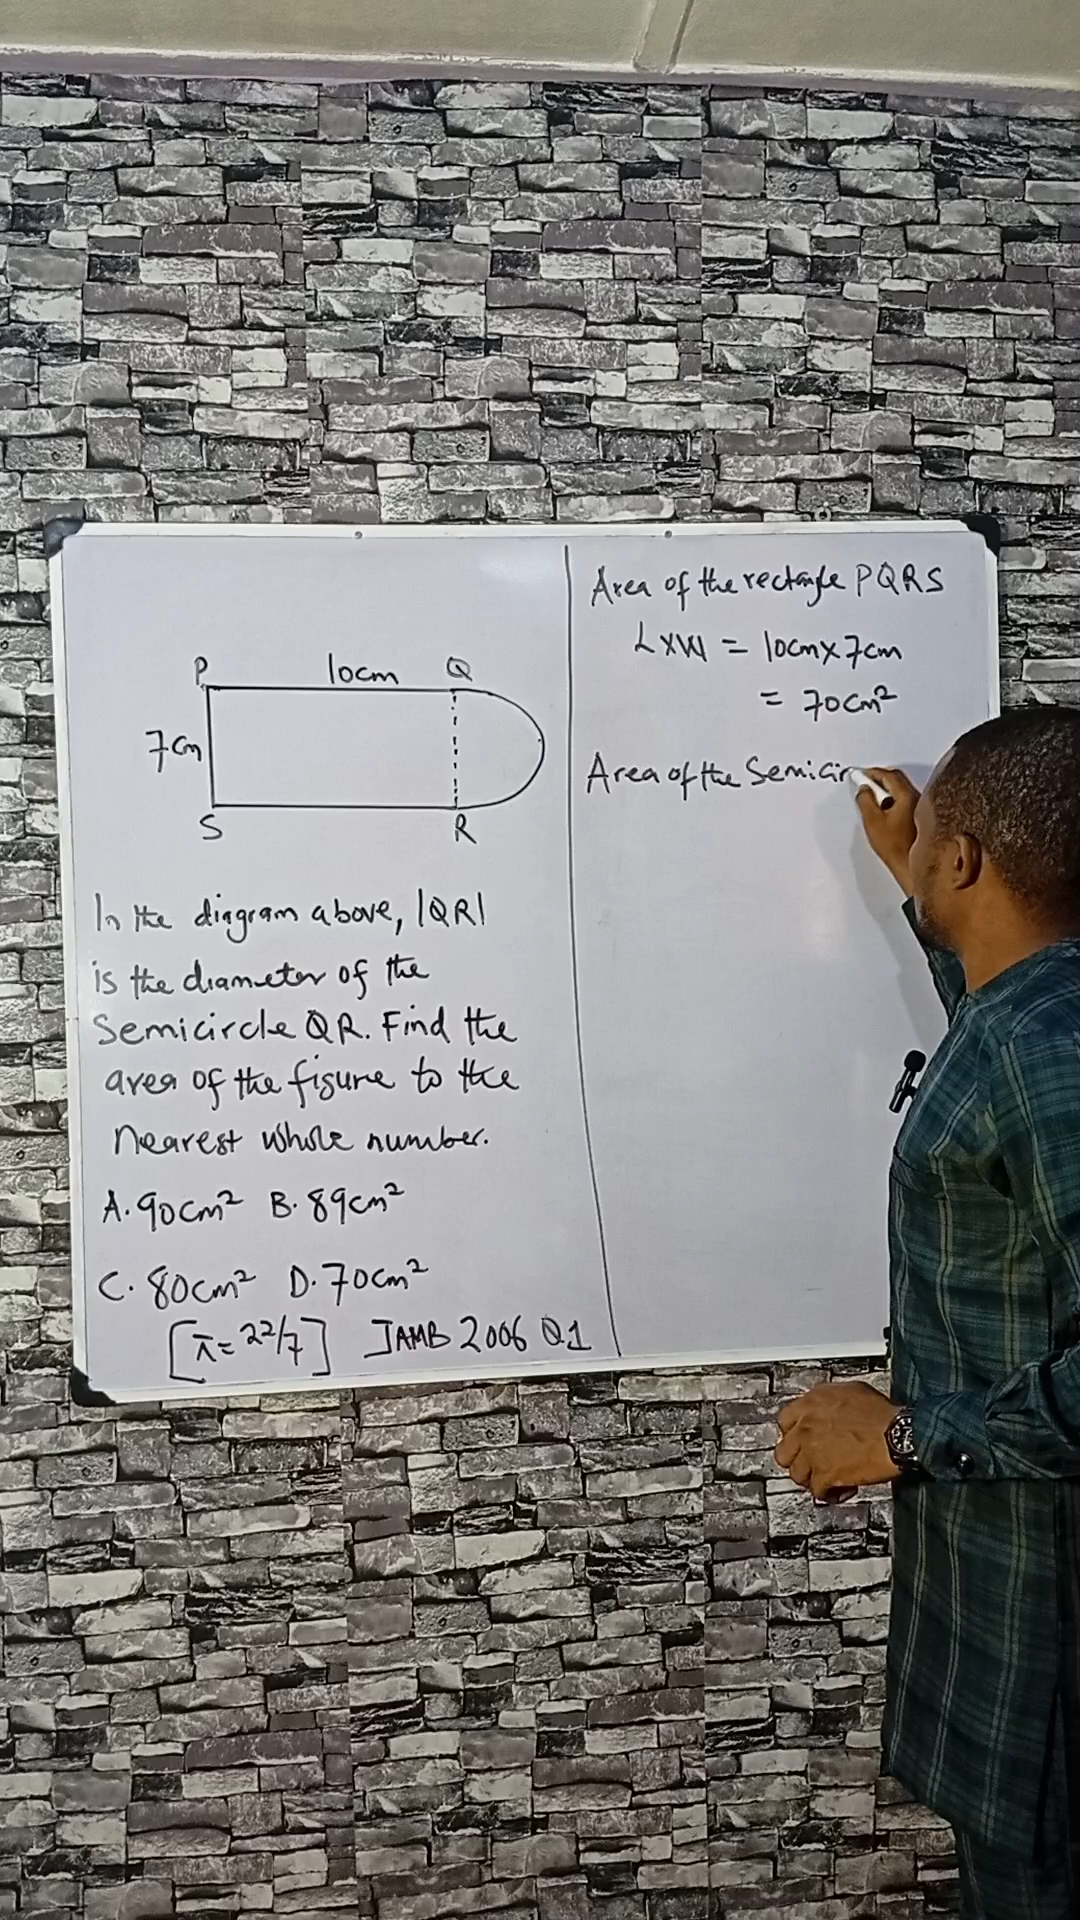 P 10cm Q
7cm
S R
In the diagram above, |QR|
is the diameter of the
Semicircle QR. Find the
area of the figure to the
nearest whole number.
A. 90cm² B. 89cm²
C. 80cm² D. 70cm²
[π = 22/7] JAMB 2006 Q1
Area of the rectangle PQRS
L×W = 10cm×7cm
= 70cm²
Area of the Semicir